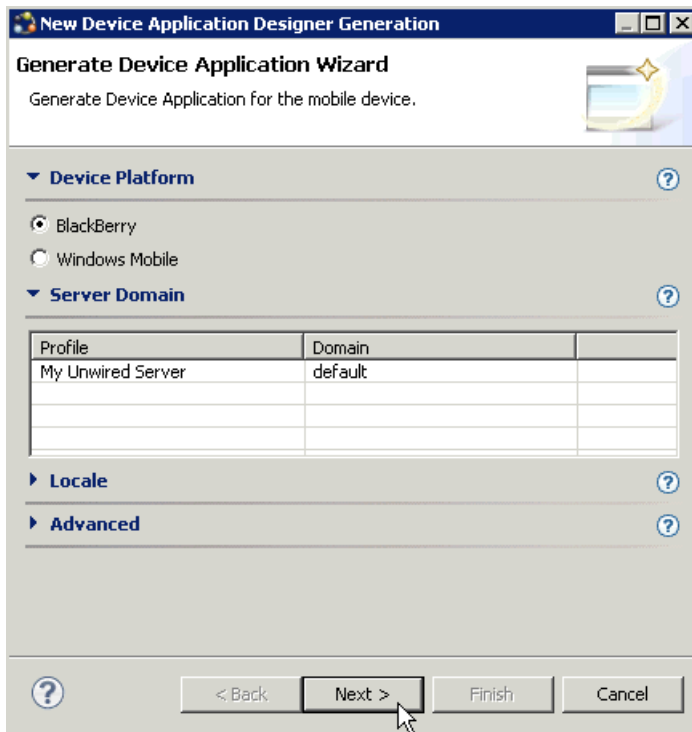 New Device Application Designer Generation
Generate Device Application Wizard
Generate Device Application for the mobile device.
Device Platform
?
BlackBerry
Windows Mobile
Server Domain
?
Profile Domain
My Unwired Server default
Locale
?
Advanced
?
?
< Back Next > Finish Cancel